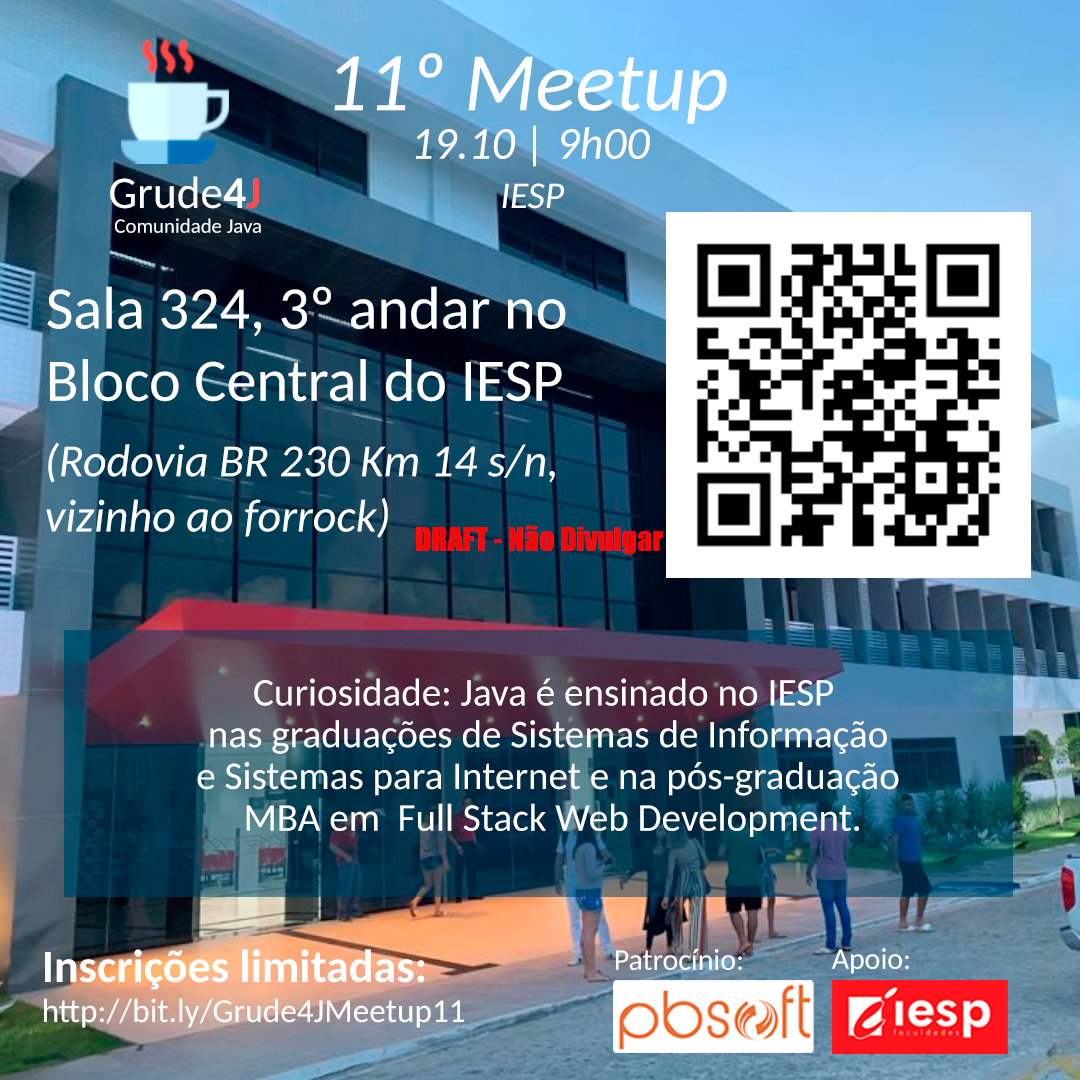 11º Meetup
19.10 | 9h00
IESP
Grude4J
Comunidade Java
Sala 324, 3º andar no
Bloco Central do IESP
(Rodovia BR 230 Km 14 s/n,
vizinho ao forrock)
DRAFT - Não Divulgar
Curiosidade: Java é ensinado no IESP
nas graduações de Sistemas de Informação
e Sistemas para Internet e na pós-graduação
MBA em  Full Stack Web Development.
Inscrições limitadas:
http://bit.ly/Grude4JMeetup11
Patrocínio:
pbsoft
Apoio:
iesp
faculdades